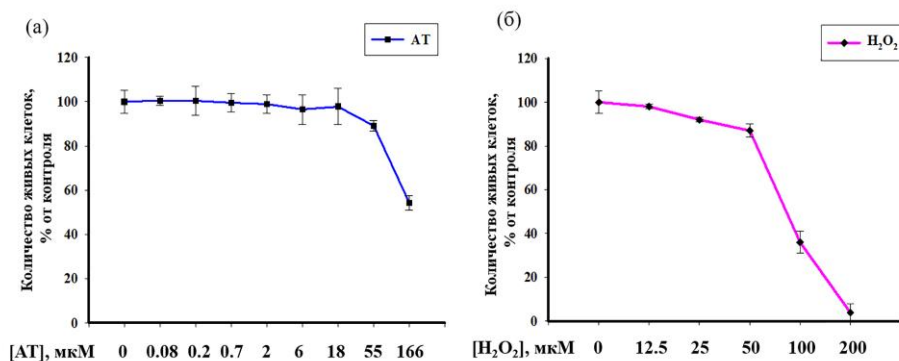 (а)
АТ
Количество живых клеток,
% от контроля
120
100
80
60
40
20
0
[АТ], мкМ 0 0.08 0.2 0.7 2 6 18 55 166
(б)
H₂O₂
Количество живых клеток,
% от контроля
120
100
80
60
40
20
0
[H₂O₂], мкМ 0 12.5 25 50 100 200